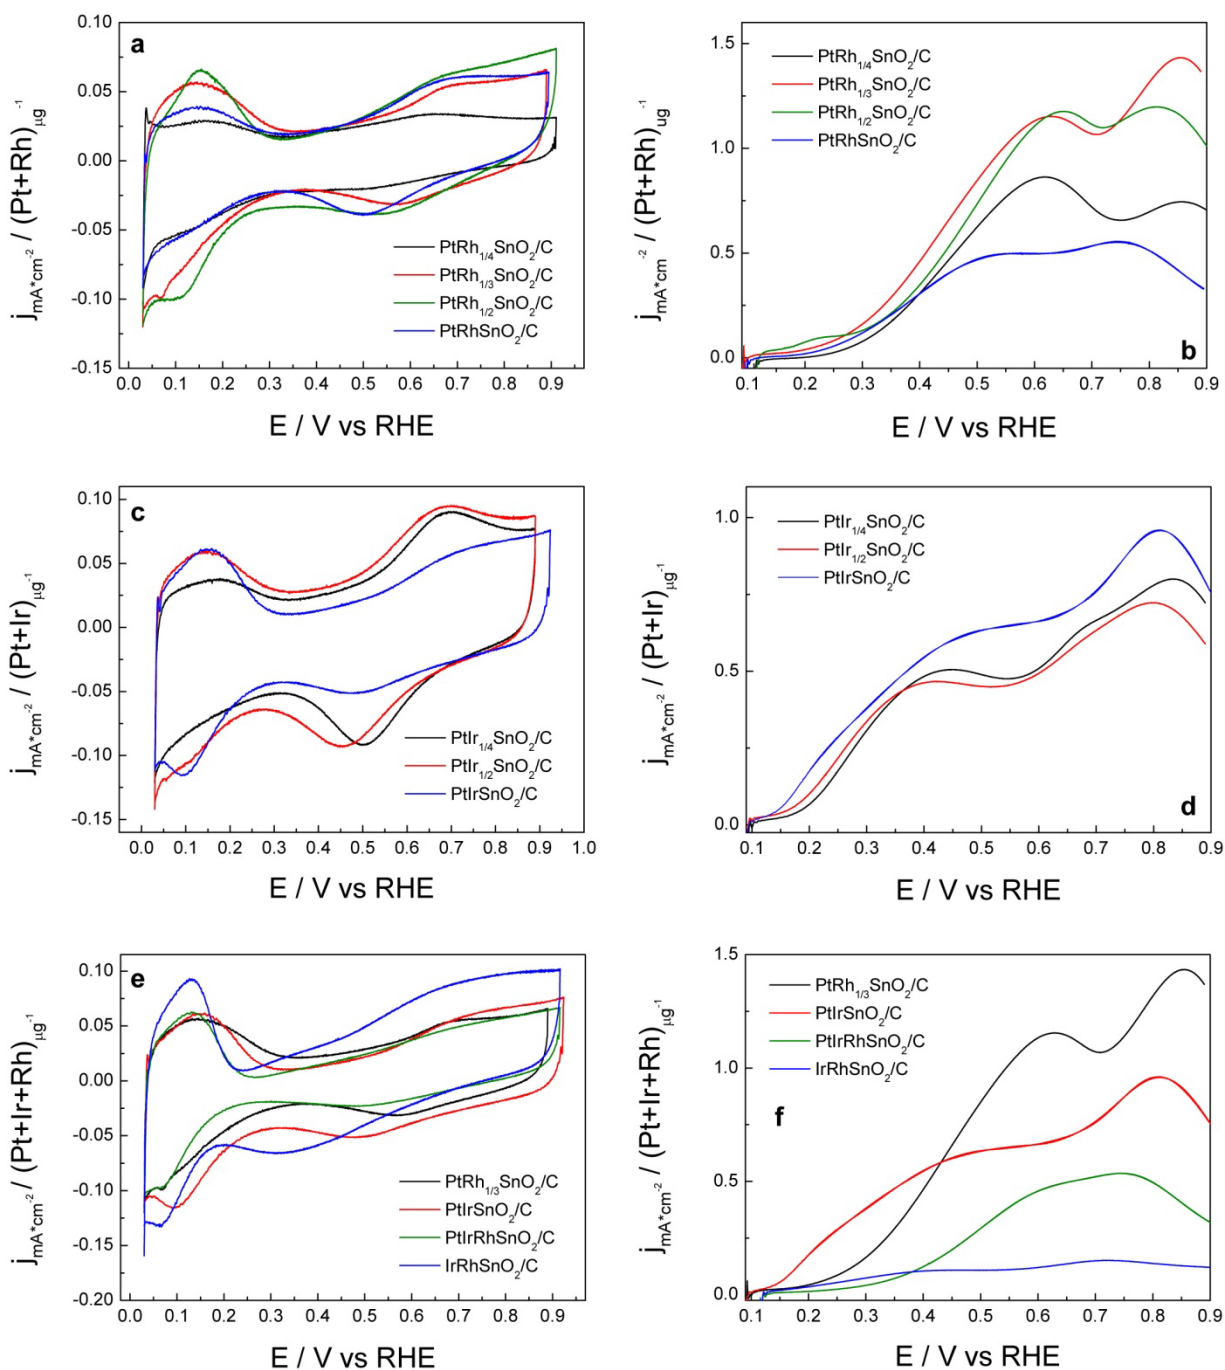 a
0.10
0.05
0.00
-0.05
-0.10
-0.15
j mA*cm⁻² / (Pt+Rh) µg⁻¹
PtRh₁/₄SnO₂/C
PtRh₁/₃SnO₂/C
PtRh₁/₂SnO₂/C
PtRhSnO₂/C
0.0 0.1 0.2 0.3 0.4 0.5 0.6 0.7 0.8 0.9
E / V vs RHE
1.5
1.0
0.5
0.0
j mA*cm⁻² / (Pt+Rh) ug⁻¹
PtRh₁/₄SnO₂/C
PtRh₁/₃SnO₂/C
PtRh₁/₂SnO₂/C
PtRhSnO₂/C
b
0.1 0.2 0.3 0.4 0.5 0.6 0.7 0.8 0.9
E / V vs RHE
c
0.10
0.05
0.00
-0.05
-0.10
-0.15
j mA*cm⁻² / (Pt+Ir) µg⁻¹
PtIr₁/₄SnO₂/C
PtIr₁/₂SnO₂/C
PtIrSnO₂/C
0.0 0.1 0.2 0.3 0.4 0.5 0.6 0.7 0.8 0.9 1.0
E / V vs RHE
1.0
0.5
0.0
j mA*cm⁻² / (Pt+Ir) µg⁻¹
PtIr₁/₄SnO₂/C
PtIr₁/₂SnO₂/C
PtIrSnO₂/C
d
0.1 0.2 0.3 0.4 0.5 0.6 0.7 0.8 0.9
E / V vs RHE
e
0.10
0.05
0.00
-0.05
-0.10
-0.15
-0.20
j mA*cm⁻² / (Pt+Ir+Rh) µg⁻¹
PtRh₁/₃SnO₂/C
PtIrSnO₂/C
PtIrRhSnO₂/C
IrRhSnO₂/C
0.0 0.1 0.2 0.3 0.4 0.5 0.6 0.7 0.8 0.9
E / V vs RHE
1.5
1.0
0.5
0.0
j mA*cm⁻² / (Pt+Ir+Rh) µg⁻¹
PtRh₁/₃SnO₂/C
PtIrSnO₂/C
PtIrRhSnO₂/C
IrRhSnO₂/C
f
0.1 0.2 0.3 0.4 0.5 0.6 0.7 0.8 0.9
E / V vs RHE